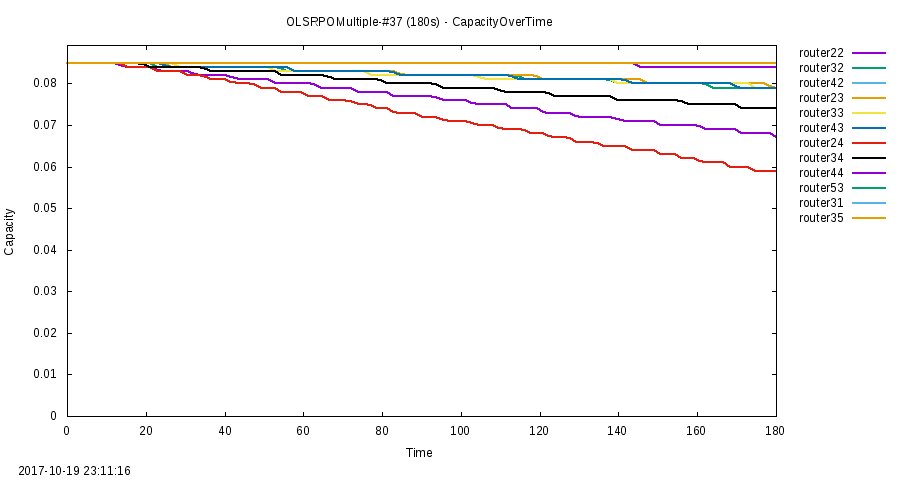 OLSRPOMultiple-#37 (180s) - CapacityOverTime
router22
router32
router42
router23
router33
router43
router24
router34
router44
router53
router31
router35
0.08
0.07
0.06
0.05
0.04
0.03
0.02
0.01
0
Capacity
0 20 40 60 80 100 120 140 160 180
Time
2017-10-19 23:11:16